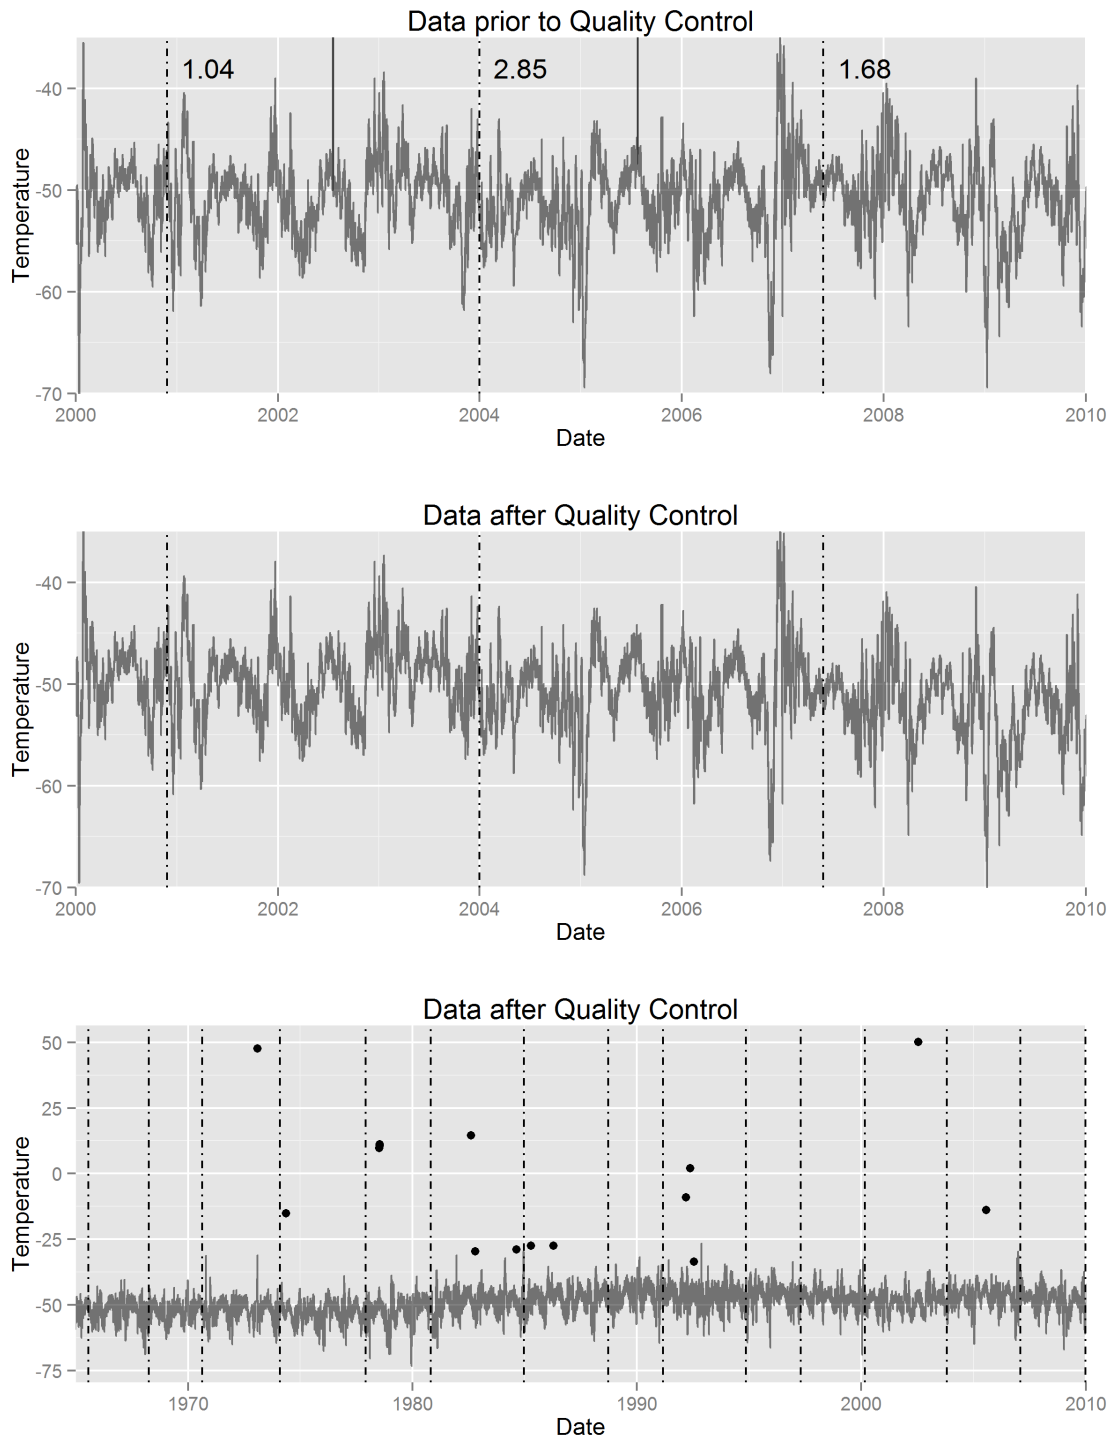 Data prior to Quality Control
1.04 2.85 1.68
-40
-50
-60
-70
Temperature
2000 2002 2004 2006 2008 2010
Date
Data after Quality Control
-40
-50
-60
-70
Temperature
2000 2002 2004 2006 2008 2010
Date
Data after Quality Control
50
25
0
-25
-50
-75
Temperature
1970 1980 1990 2000 2010
Date